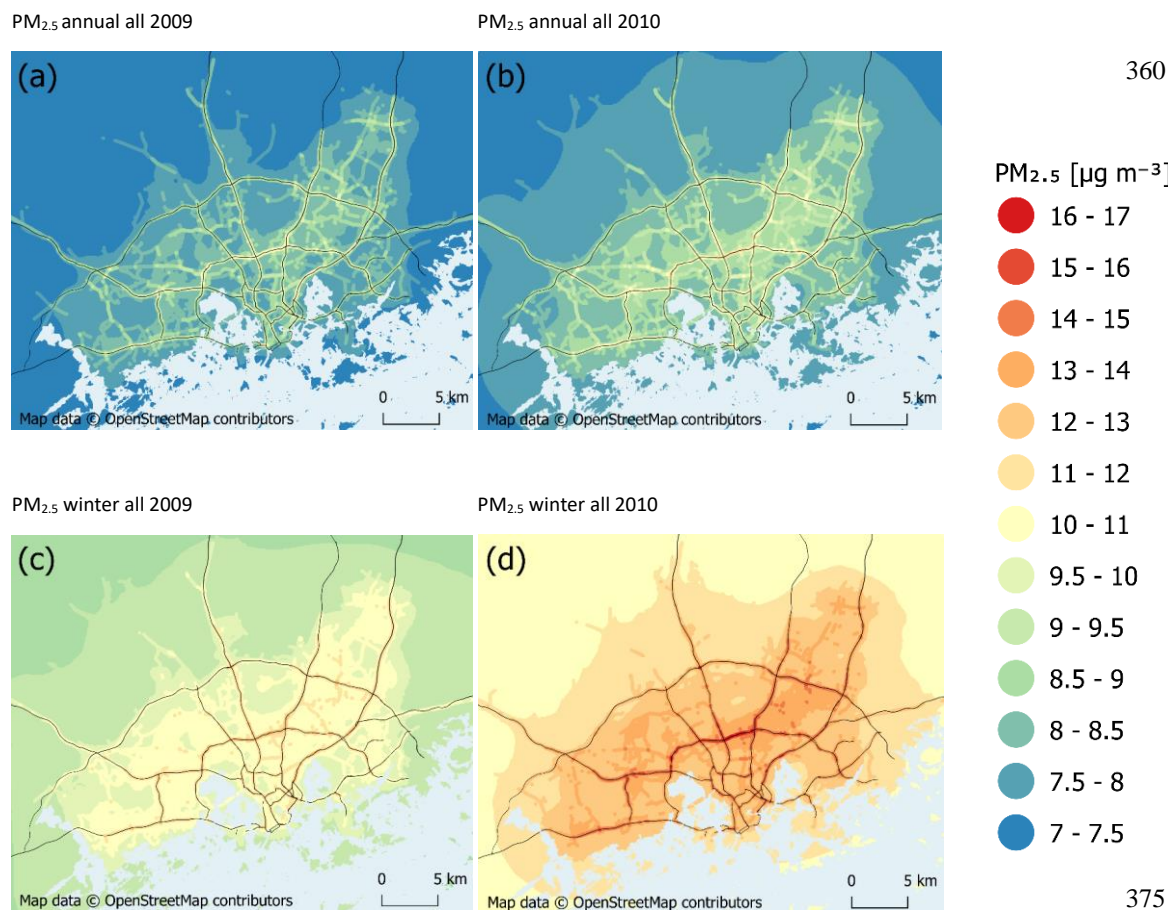 PM₂.₅ annual all 2009
PM₂.₅ annual all 2010
(a)
(b)
360
0 5 km
Map data © OpenStreetMap contributors
0 5 km
Map data © OpenStreetMap contributors
PM₂.₅ winter all 2009
PM₂.₅ winter all 2010
(c)
(d)
0 5 km
Map data © OpenStreetMap contributors
0 5 km
Map data © OpenStreetMap contributors
PM₂.₅ [µg m⁻³]
16 - 17
15 - 16
14 - 15
13 - 14
12 - 13
11 - 12
10 - 11
9.5 - 10
9 - 9.5
8.5 - 9
8 - 8.5
7.5 - 8
7 - 7.5
375